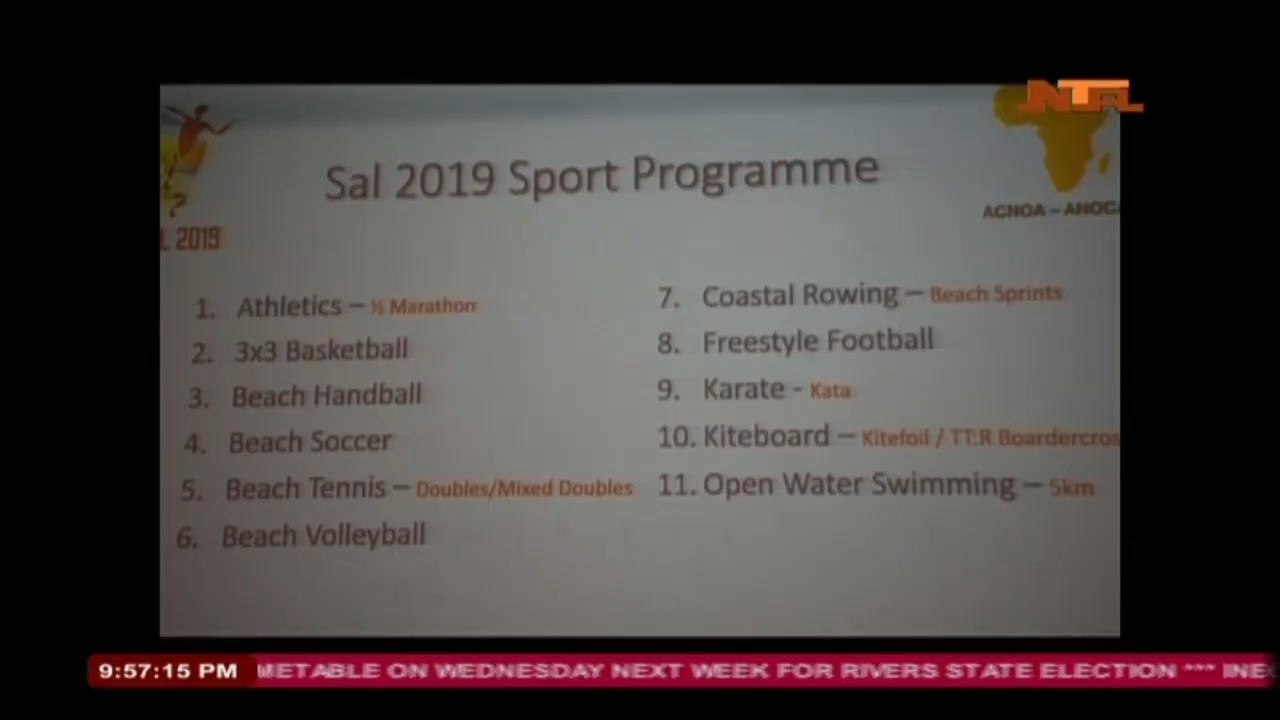 NTA
Sal 2019 Sport Programme
ACNOA - ANOCA
L 2019
1. Athletics – ½ Marathon
2. 3x3 Basketball
3. Beach Handball
4. Beach Soccer
5. Beach Tennis – Doubles/Mixed Doubles
6. Beach Volleyball
7. Coastal Rowing – Beach Sprints
8. Freestyle Football
9. Karate - Kata
10. Kiteboard – Kitefoil / TT:R Boardercros
11. Open Water Swimming – 5km
9:57:15 PM METABLE ON WEDNESDAY NEXT WEEK FOR RIVERS STATE ELECTION *** INE